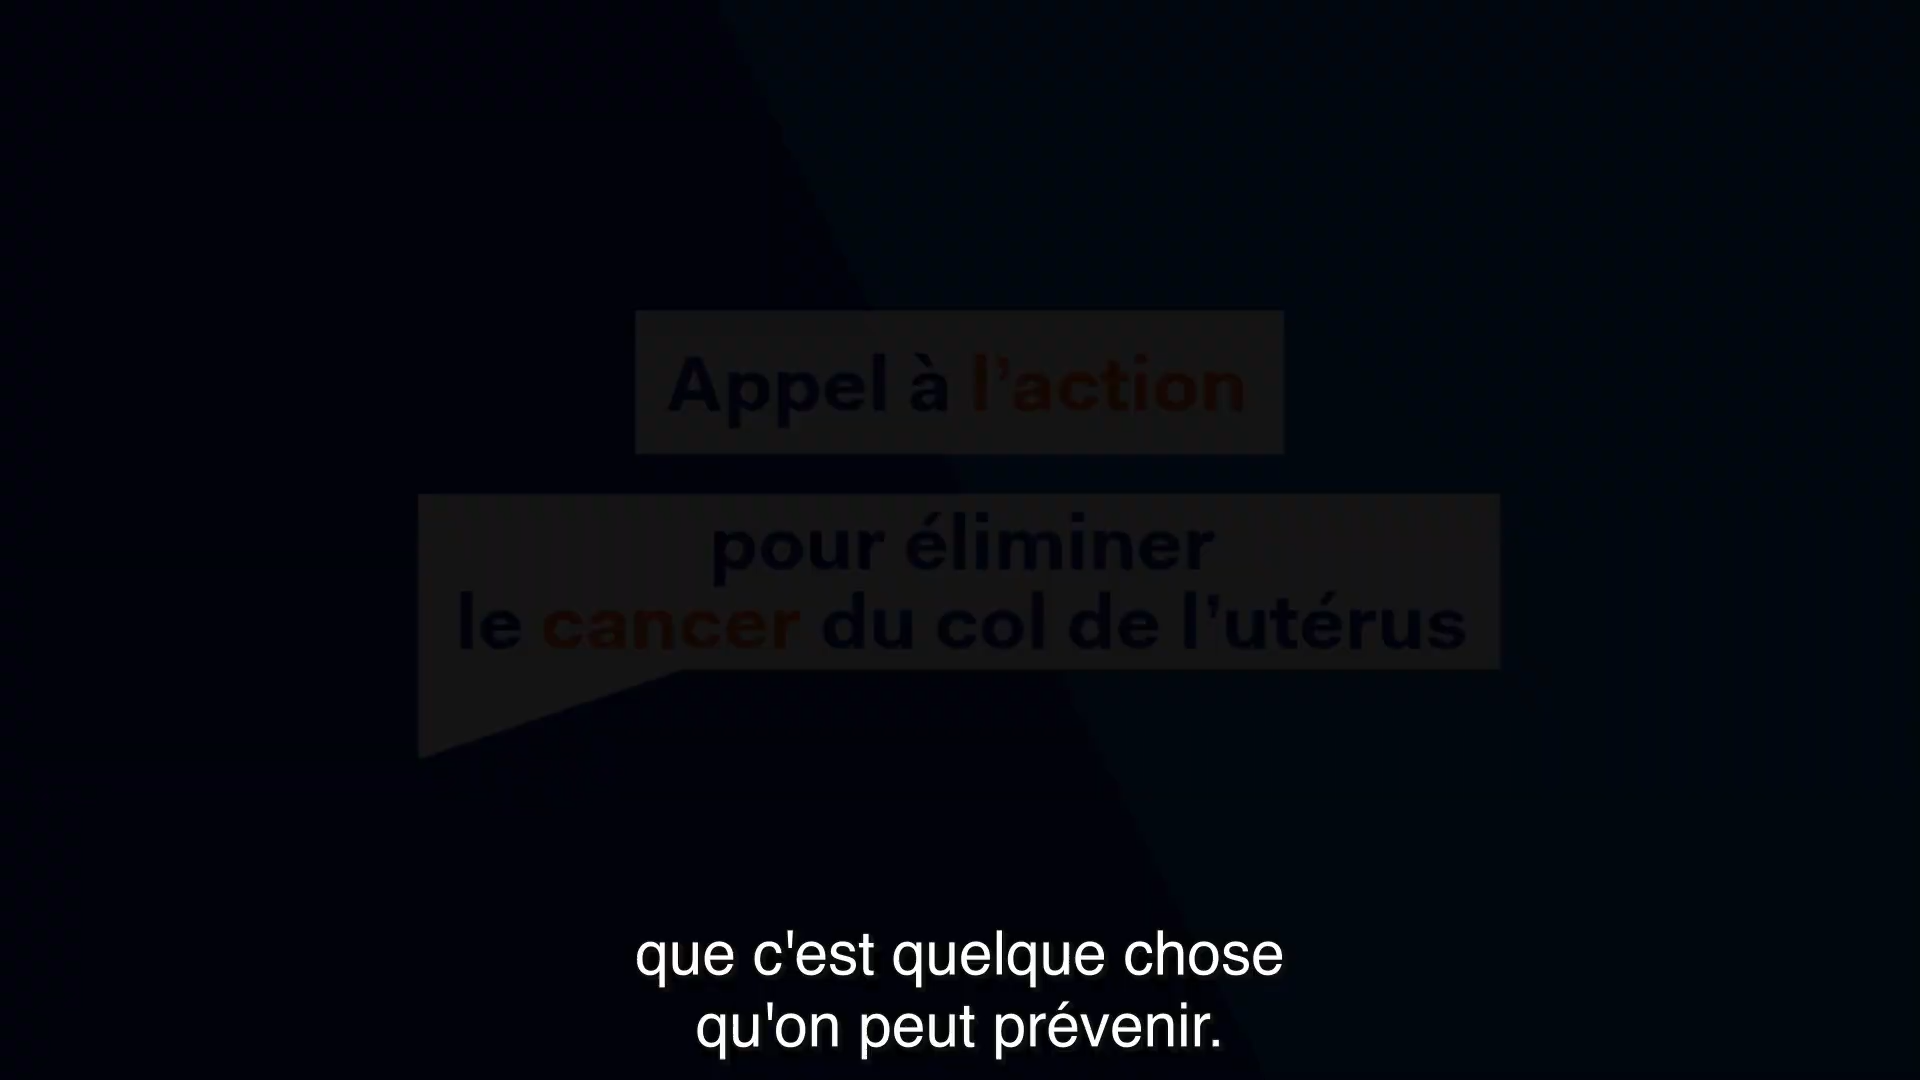 Appel à l’action
pour éliminer
le cancer du col de l’utérus
que c'est quelque chose
qu'on peut prévenir.